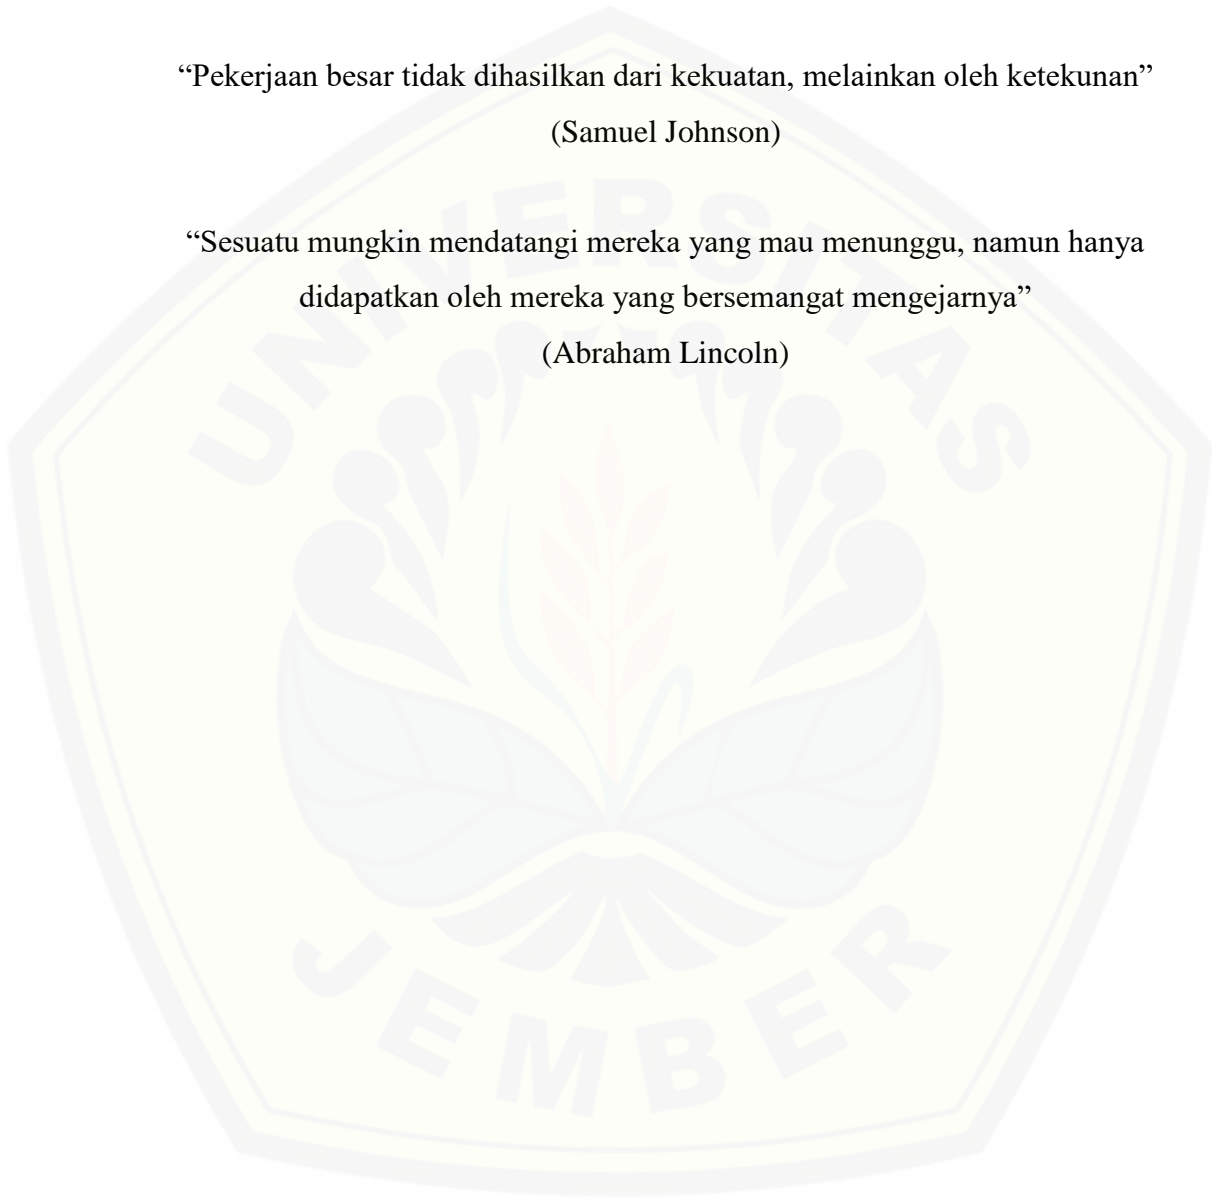 “Pekerjaan besar tidak dihasilkan dari kekuatan, melainkan oleh ketekunan”
(Samuel Johnson)
“Sesuatu mungkin mendatangi mereka yang mau menunggu, namun hanya
didapatkan oleh mereka yang bersemangat mengejarnya”
(Abraham Lincoln)
UNIVERSITAS
JEMBER